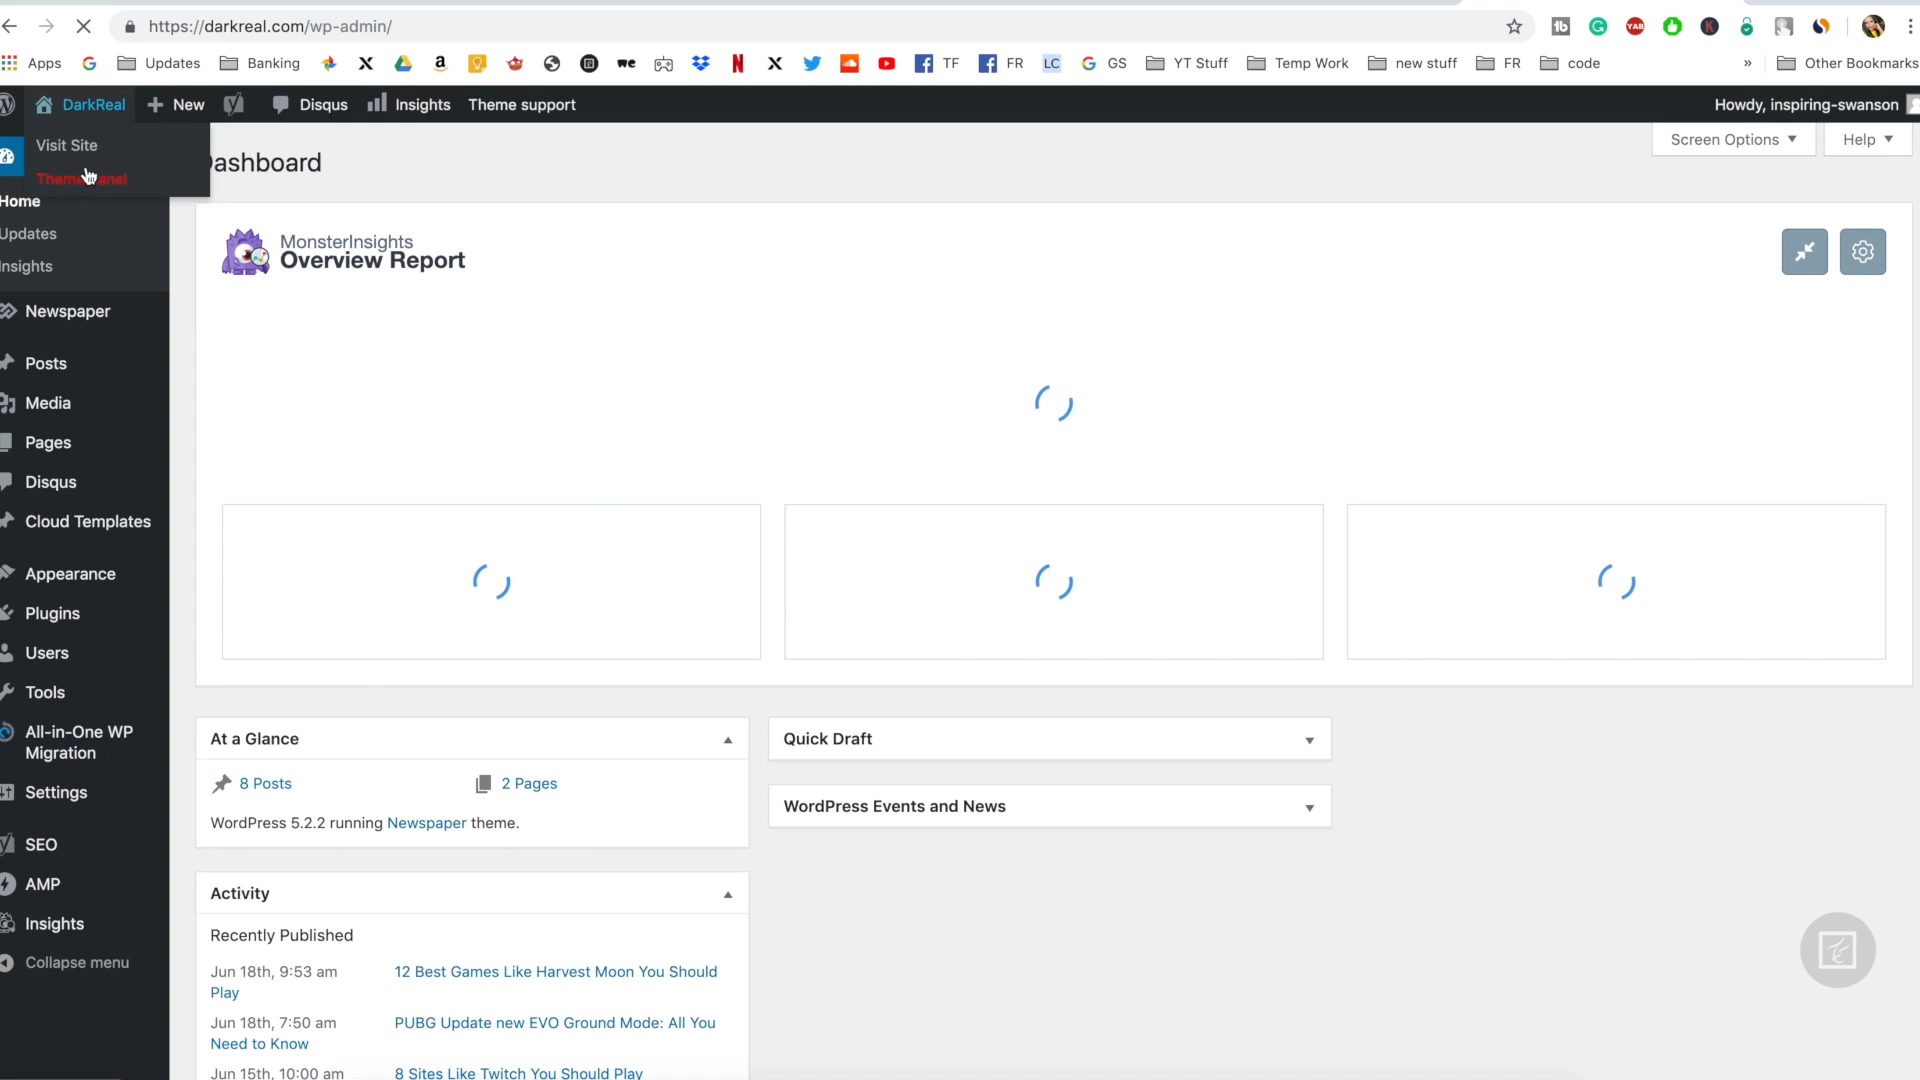 https://darkreal.com/wp-admin/
Apps Updates Banking TF FR LC GS YT Stuff Temp Work new stuff FR code » Other Bookmarks
DarkReal New Disqus Insights Theme support Howdy, inspiring-swanson
Visit Site
Screen Options Help
ashboard
Home
Updates
Insights
MonsterInsights
Overview Report
Newspaper
Posts
Media
Pages
Disqus
Cloud Templates
Appearance
Plugins
Users
Tools
All-in-One WP
Migration
Settings
SEO
AMP
Insights
Collapse menu
At a Glance
8 Posts 2 Pages
WordPress 5.2.2 running Newspaper theme.
Quick Draft
WordPress Events and News
Activity
Recently Published
Jun 18th, 9:53 am 12 Best Games Like Harvest Moon You Should
Play
Jun 18th, 7:50 am PUBG Update new EVO Ground Mode: All You
Need to Know
Jun 15th, 10:00 am 8 Sites Like Twitch You Should Play